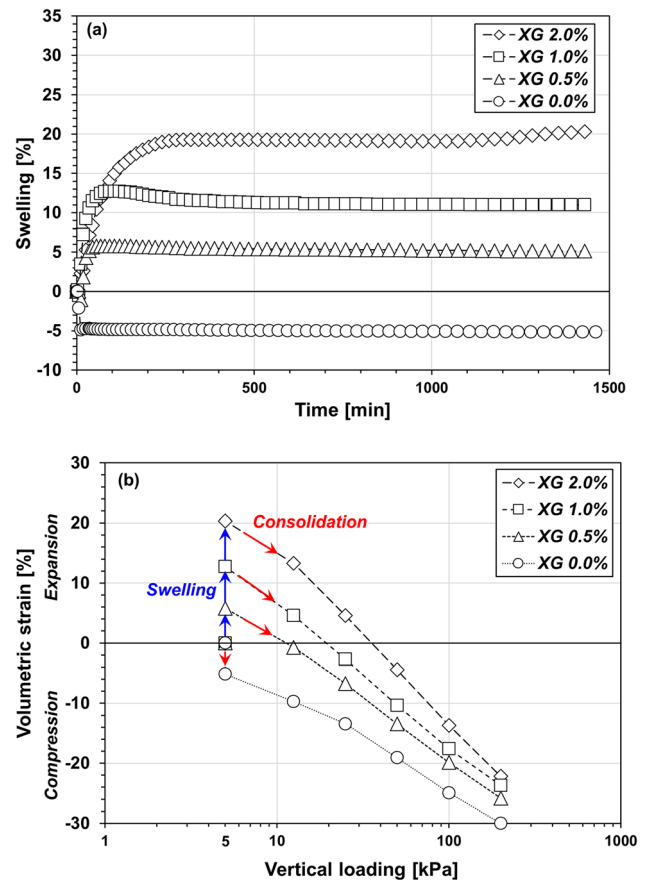 (a)
XG 2.0%
XG 1.0%
XG 0.5%
XG 0.0%
35
30
25
20
15
10
5
0
-5
-10
Swelling [%]
0
500
1000
1500
Time [min]
(b)
XG 2.0%
XG 1.0%
XG 0.5%
XG 0.0%
Consolidation
Swelling
30
20
10
0
-10
-20
-30
Expansion
Compression
Volumetric strain [%]
1
5
10
100
1000
Vertical loading [kPa]